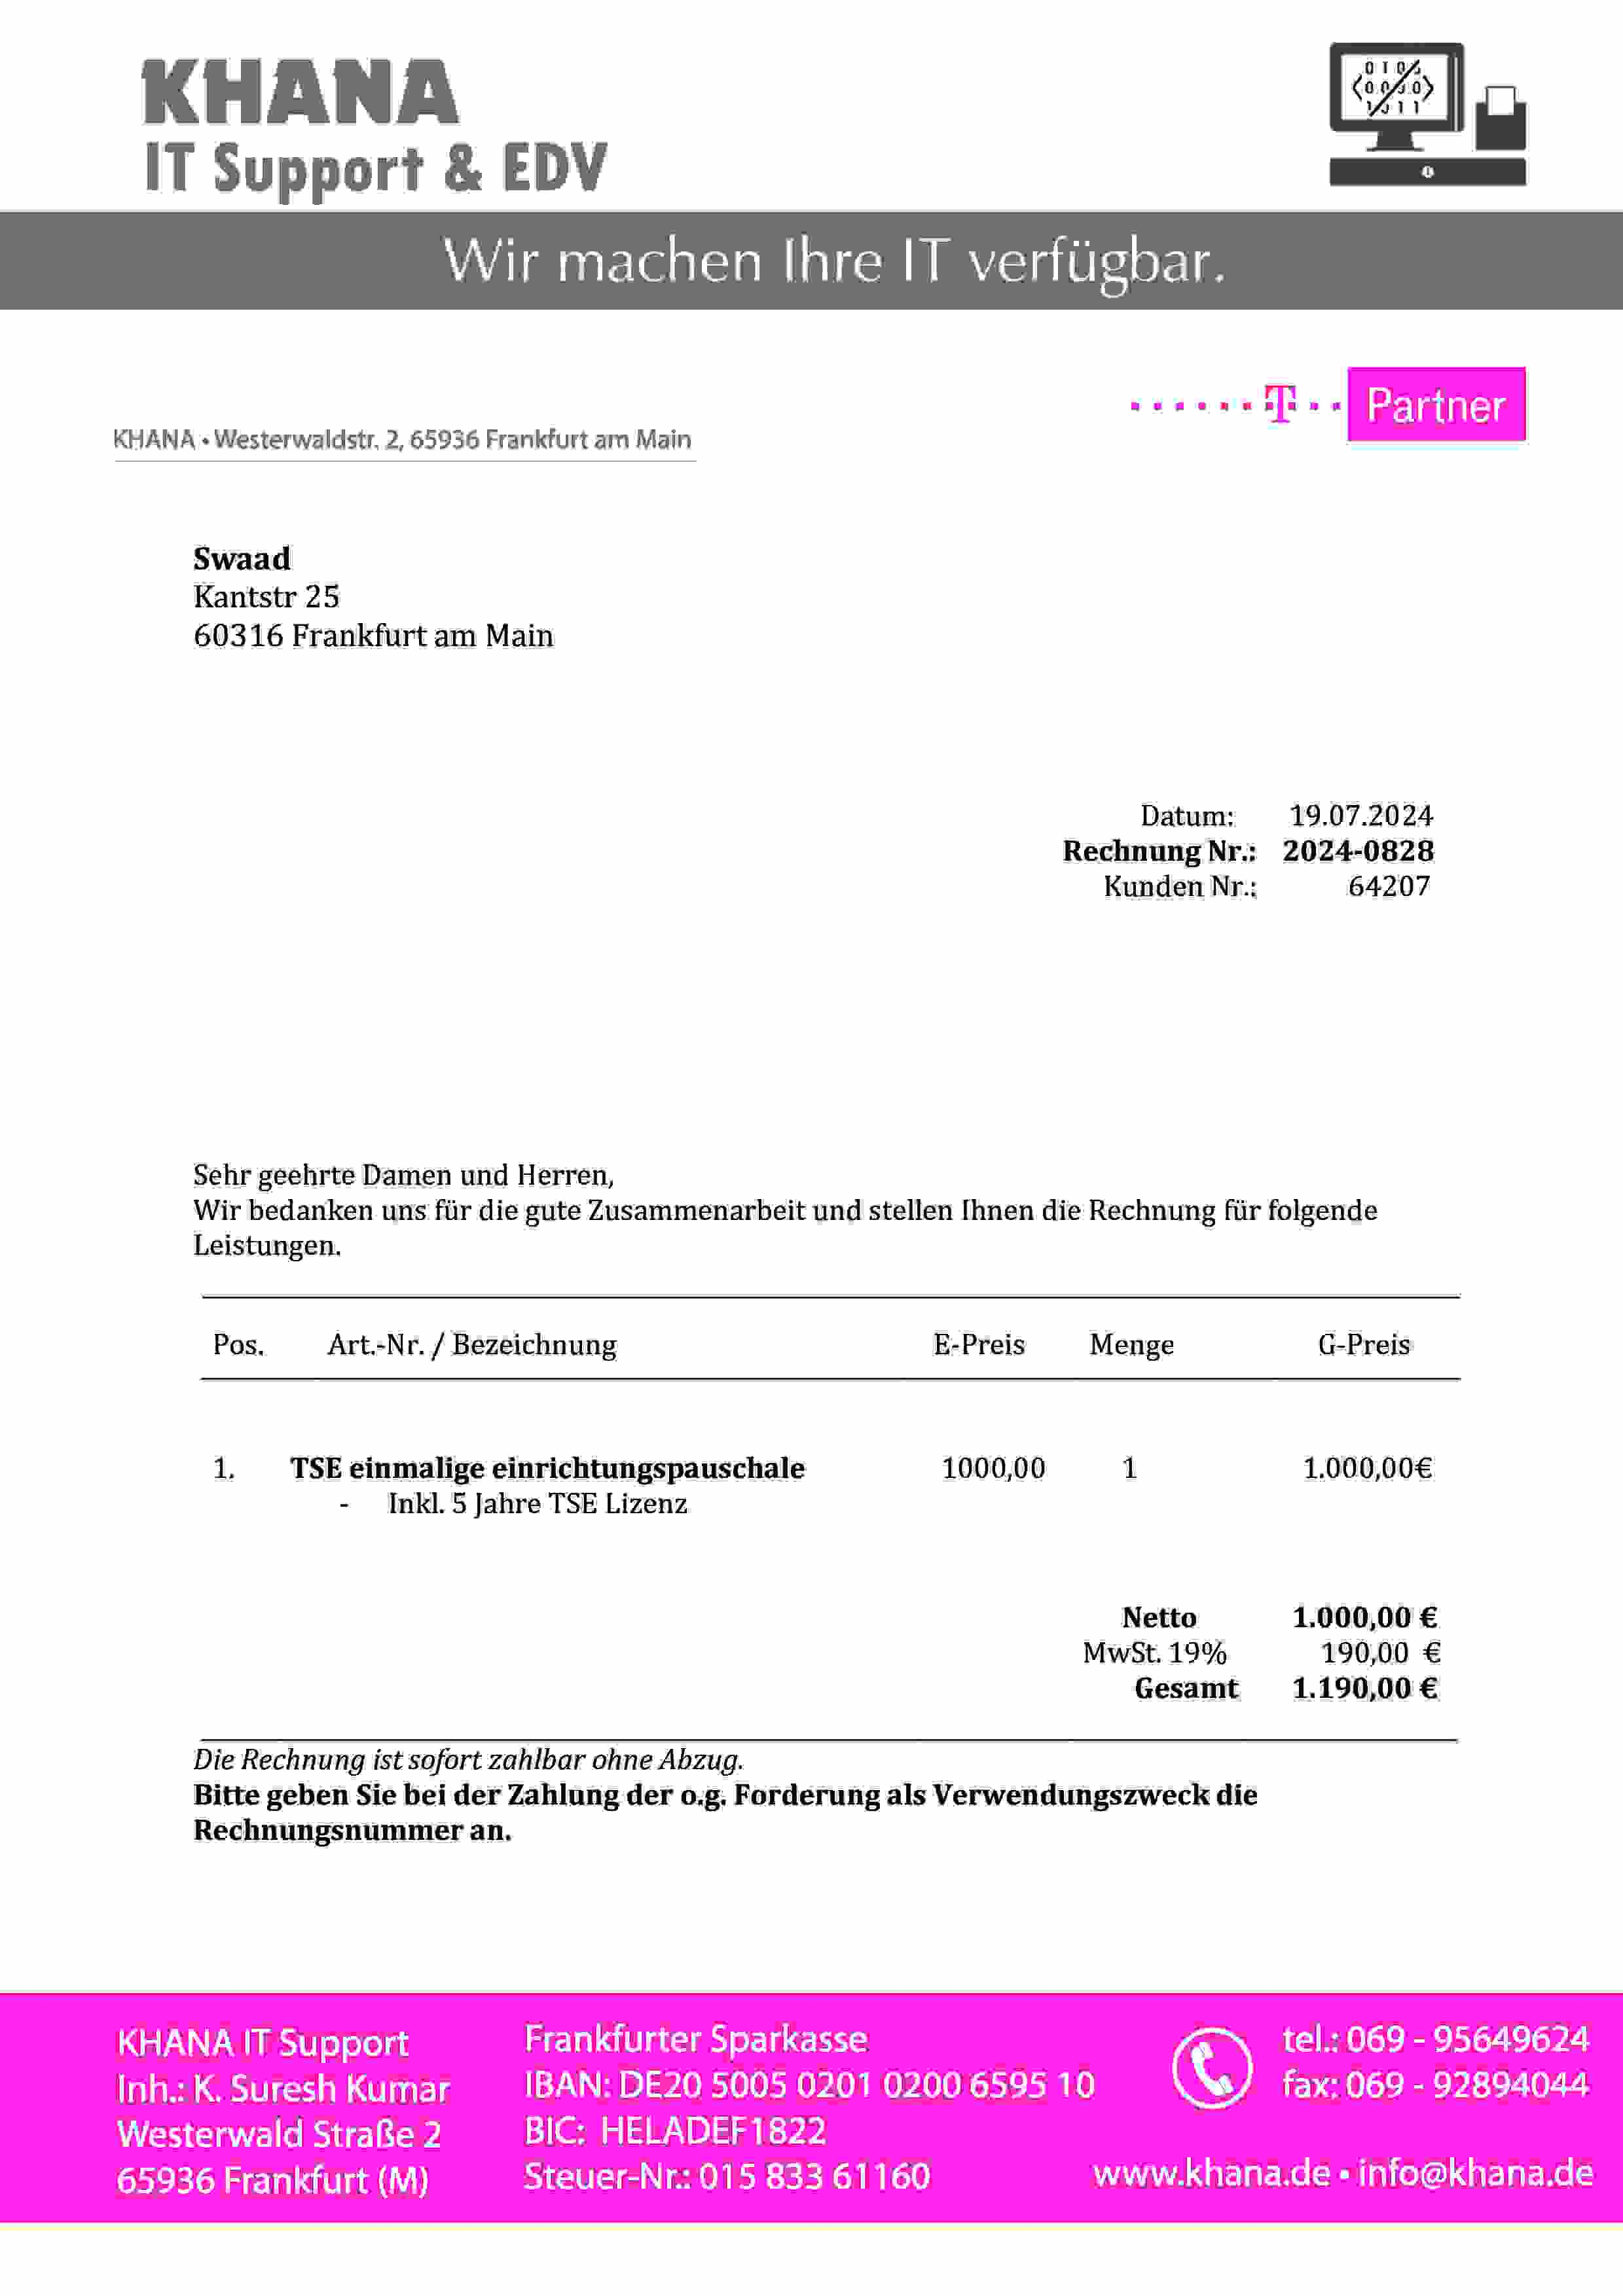 KHANA
IT Support & EDV
Wir machen Ihre IT verfügbar.
T Partner
KHANA • Westerwaldstr. 2, 65936 Frankfurt am Main
Swaad
Kantstr 25
60316 Frankfurt am Main
Datum: 19.07.2024
Rechnung Nr.: 2024-0828
Kunden Nr.: 64207
Sehr geehrte Damen und Herren,
Wir bedanken uns für die gute Zusammenarbeit und stellen Ihnen die Rechnung für folgende
Leistungen.
Pos. Art.-Nr. / Bezeichnung E-Preis Menge G-Preis
1. TSE einmalige einrichtungspauschale 1000,00 1 1.000,00€
- Inkl. 5 Jahre TSE Lizenz
Netto 1.000,00 €
MwSt. 19% 190,00 €
Gesamt 1.190,00 €
Die Rechnung ist sofort zahlbar ohne Abzug.
Bitte geben Sie bei der Zahlung der o.g. Forderung als Verwendungszweck die
Rechnungsnummer an.
KHANA IT Support
Inh.: K. Suresh Kumar
Westerwald Straße 2
65936 Frankfurt (M)
Frankfurter Sparkasse
IBAN: DE20 5005 0201 0200 6595 10
BIC: HELADEF1822
Steuer-Nr.: 015 833 61160
tel.: 069 - 95649624
fax: 069 - 92894044
www.khana.de • info@khana.de